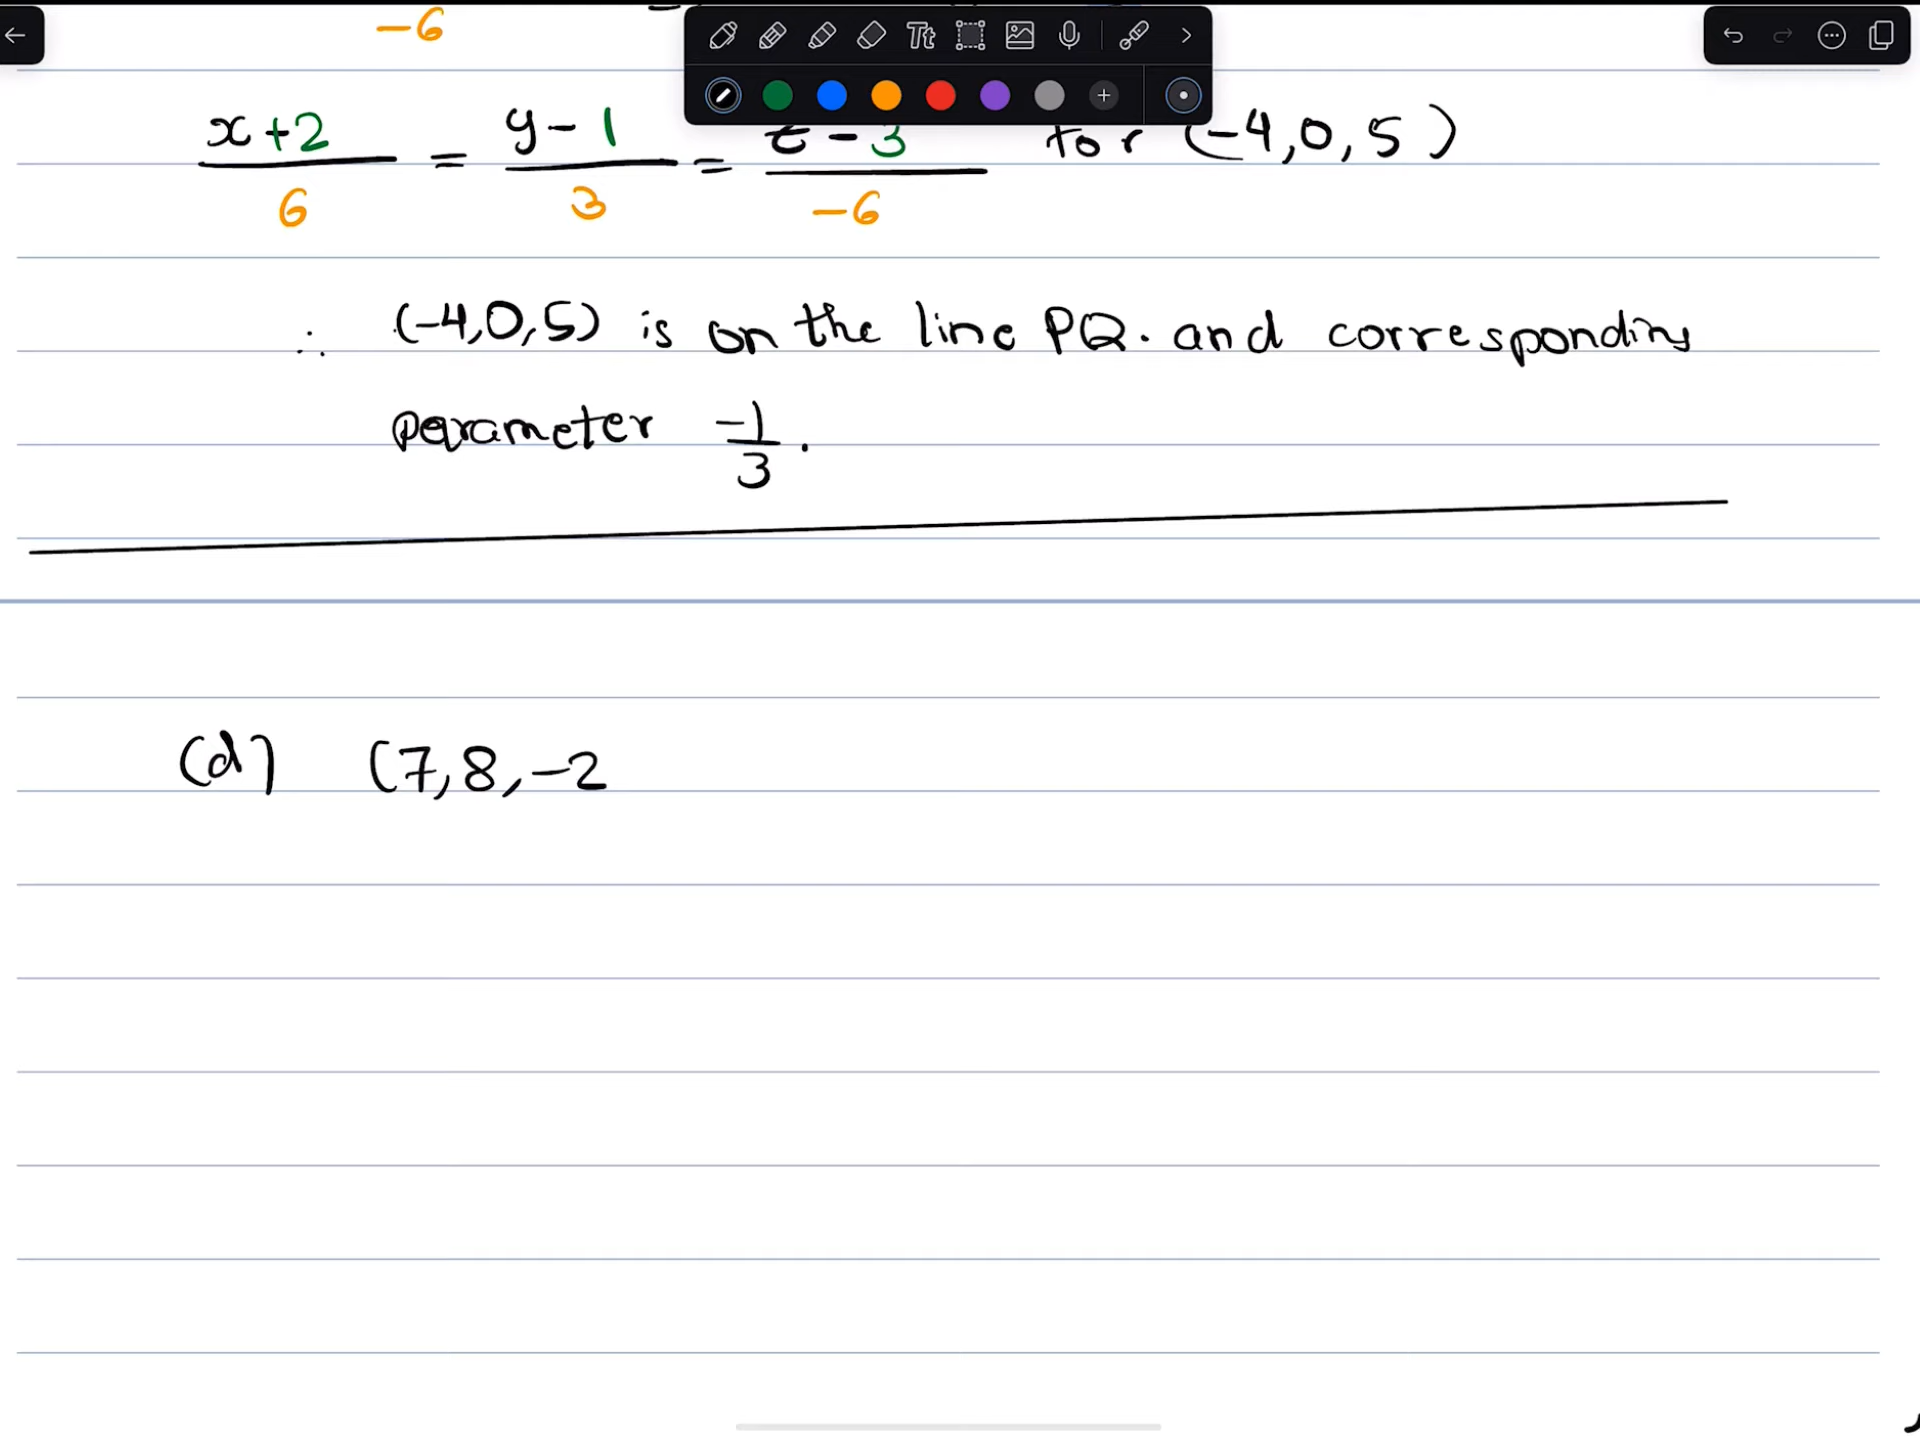 -6
x+2 / 6 = y-1 / 3 = z-3 / -6 for (-4,0,5)
∴ (-4,0,5) is on the line PQ. and corresponding
parameter -1/3.
(d) (7,8,-2